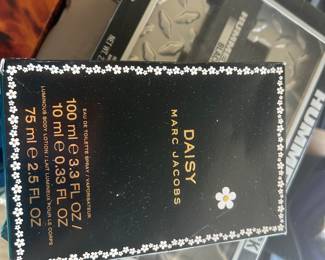 DAISY
MARC JACOBS
EAU DE TOILETTE SPRAY / VAPORISATEUR
100 ml e 3.3 FL OZ /
10 ml e 0.33 FL OZ
LUMINOUS BODY LOTION / LAIT LUMINEUX POUR LE CORPS
75 ml e 2.5 FL OZ
HUMMER